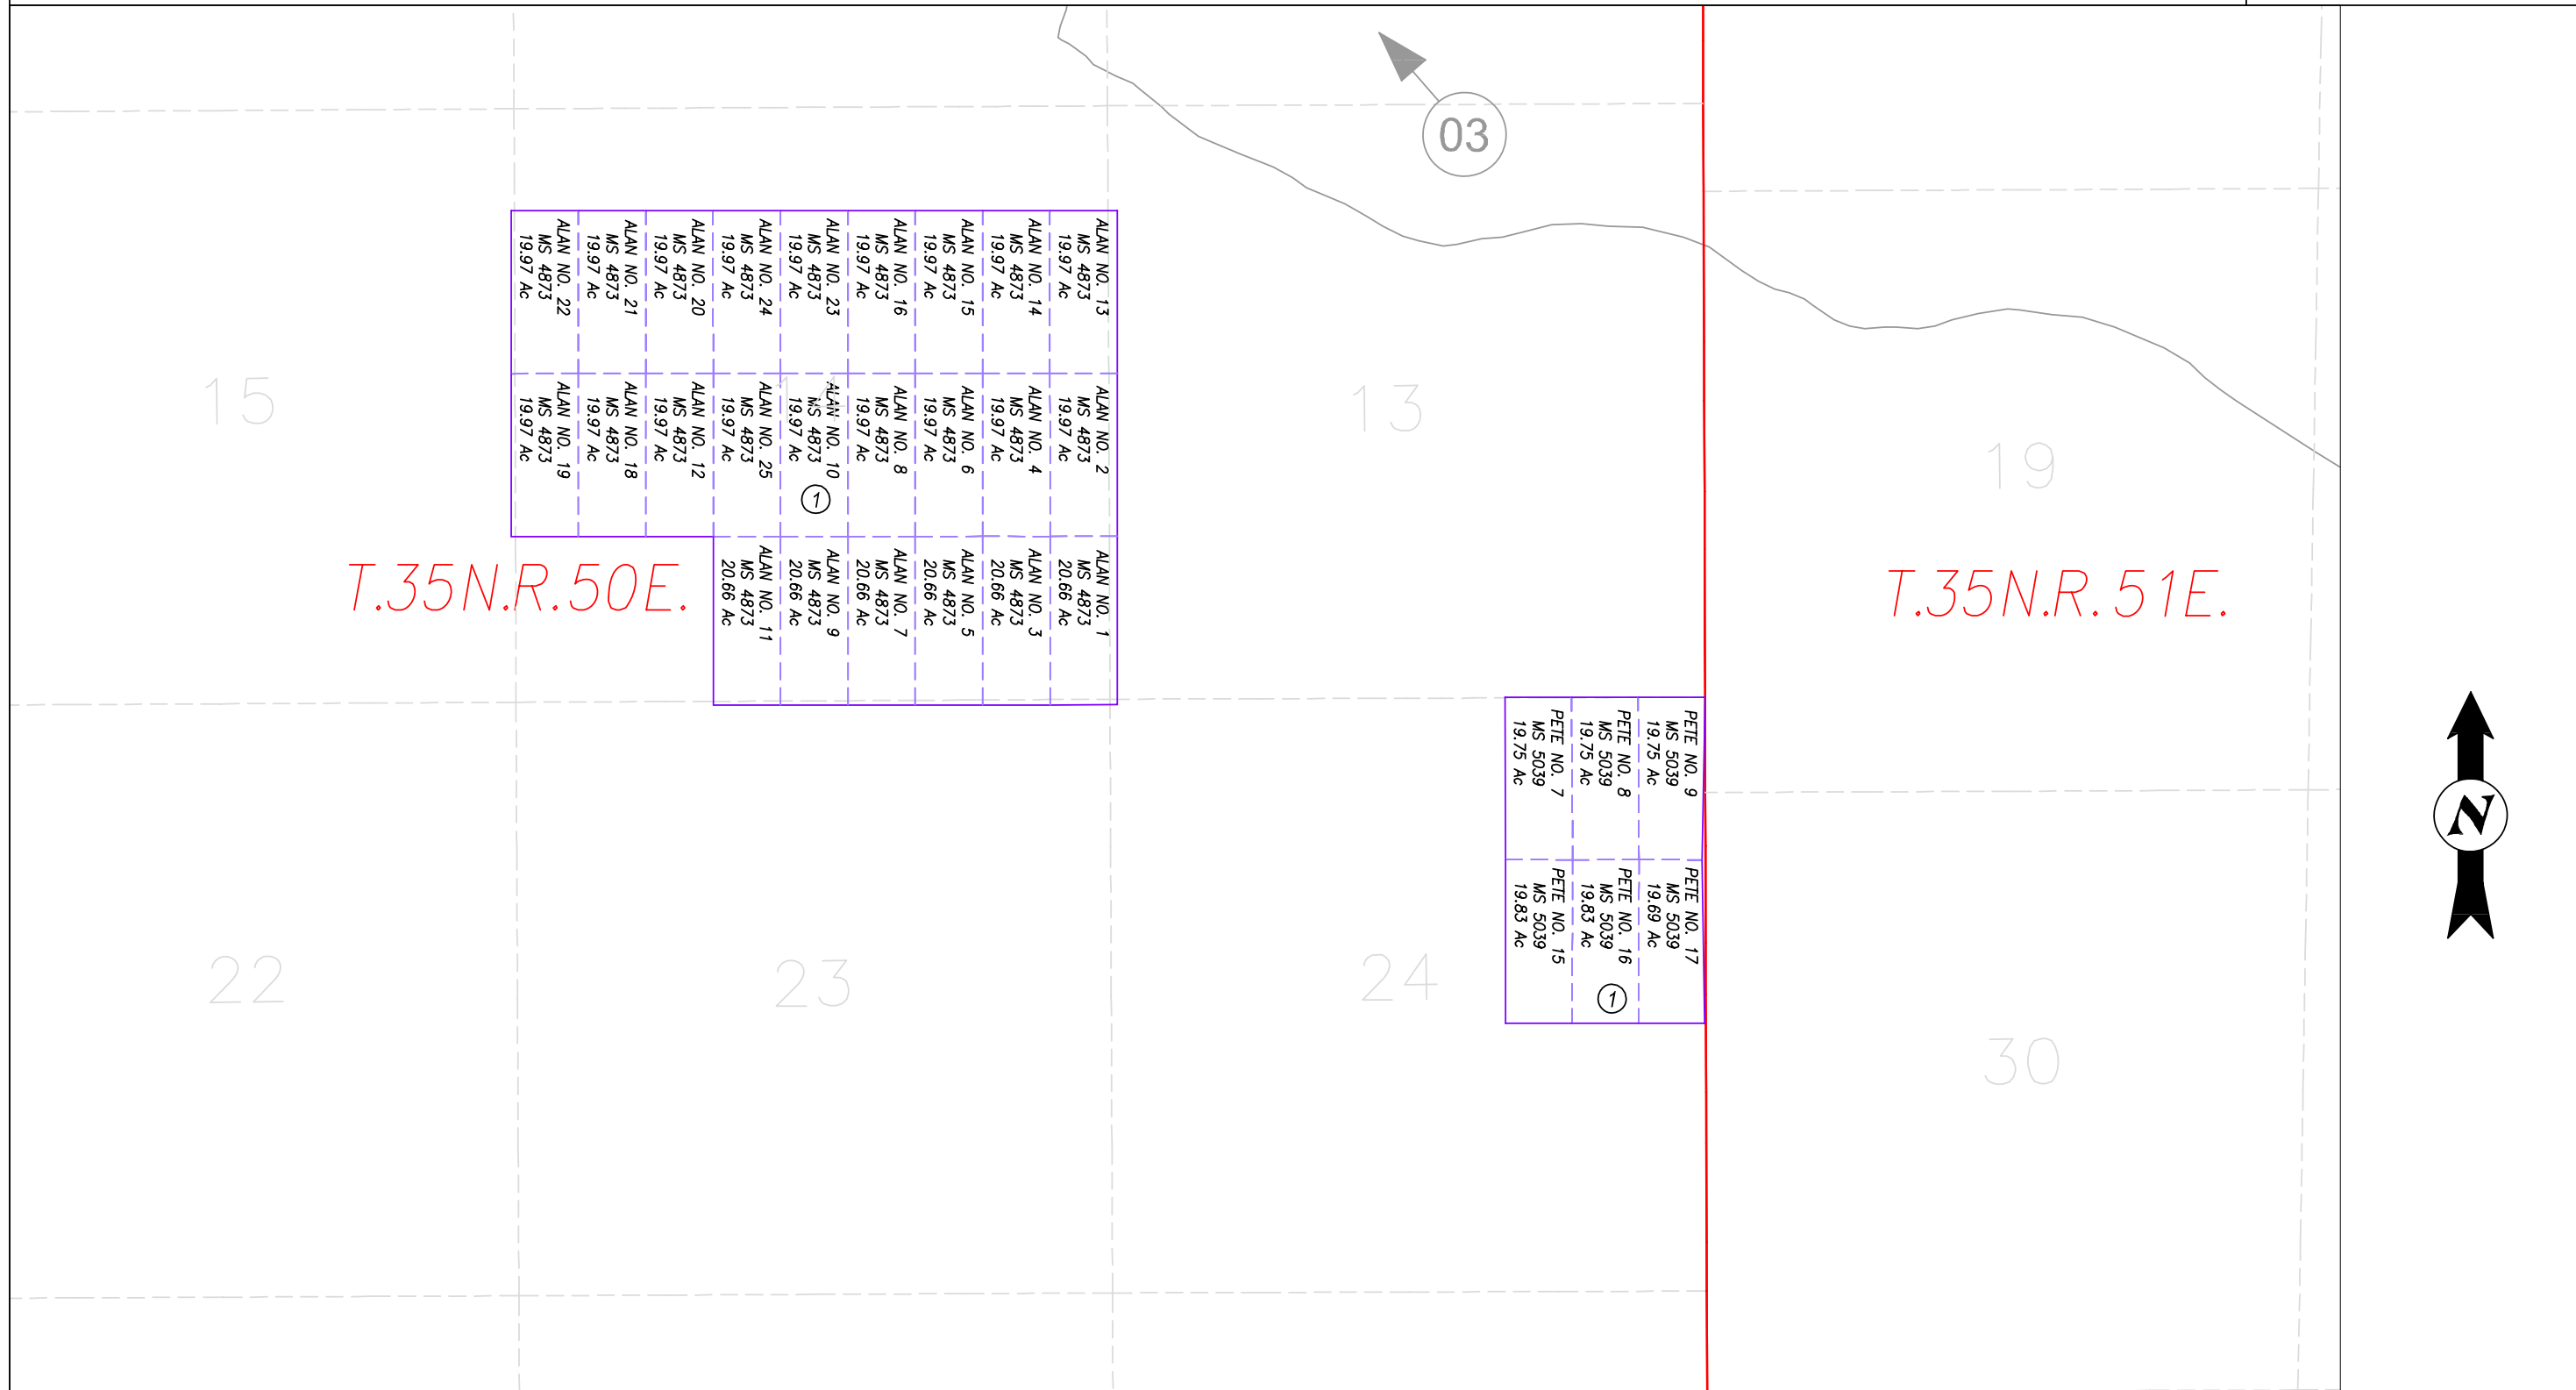 03
ALAN NO. 22
MS 4873
19.97 Ac
ALAN NO. 21
MS 4873
19.97 Ac
ALAN NO. 20
MS 4873
19.97 Ac
ALAN NO. 24
MS 4873
19.97 Ac
ALAN NO. 23
MS 4873
19.97 Ac
ALAN NO. 16
MS 4873
19.97 Ac
ALAN NO. 15
MS 4873
19.97 Ac
ALAN NO. 14
MS 4873
19.97 Ac
ALAN NO. 13
MS 4873
19.97 Ac
15
14
13
19
ALAN NO. 19
MS 4873
19.97 Ac
ALAN NO. 18
MS 4873
19.97 Ac
ALAN NO. 12
MS 4873
19.97 Ac
ALAN NO. 25
MS 4873
19.97 Ac
ALAN NO. 10
MS 4873
19.97 Ac
1
ALAN NO. 8
MS 4873
19.97 Ac
ALAN NO. 6
MS 4873
19.97 Ac
ALAN NO. 4
MS 4873
19.97 Ac
ALAN NO. 2
MS 4873
19.97 Ac
T.35N.R.50E.
T.35N.R.51E.
ALAN NO. 11
MS 4873
20.66 Ac
ALAN NO. 9
MS 4873
20.66 Ac
ALAN NO. 7
MS 4873
20.66 Ac
ALAN NO. 5
MS 4873
20.66 Ac
ALAN NO. 3
MS 4873
20.66 Ac
ALAN NO. 1
MS 4873
20.66 Ac
PETE NO. 7
MS 5039
19.75 Ac
PETE NO. 8
MS 5039
19.75 Ac
PETE NO. 9
MS 5039
19.75 Ac
N
PETE NO. 15
MS 5039
19.83 Ac
PETE NO. 16
MS 5039
19.83 Ac
1
PETE NO. 17
MS 5039
19.69 Ac
22
23
24
30